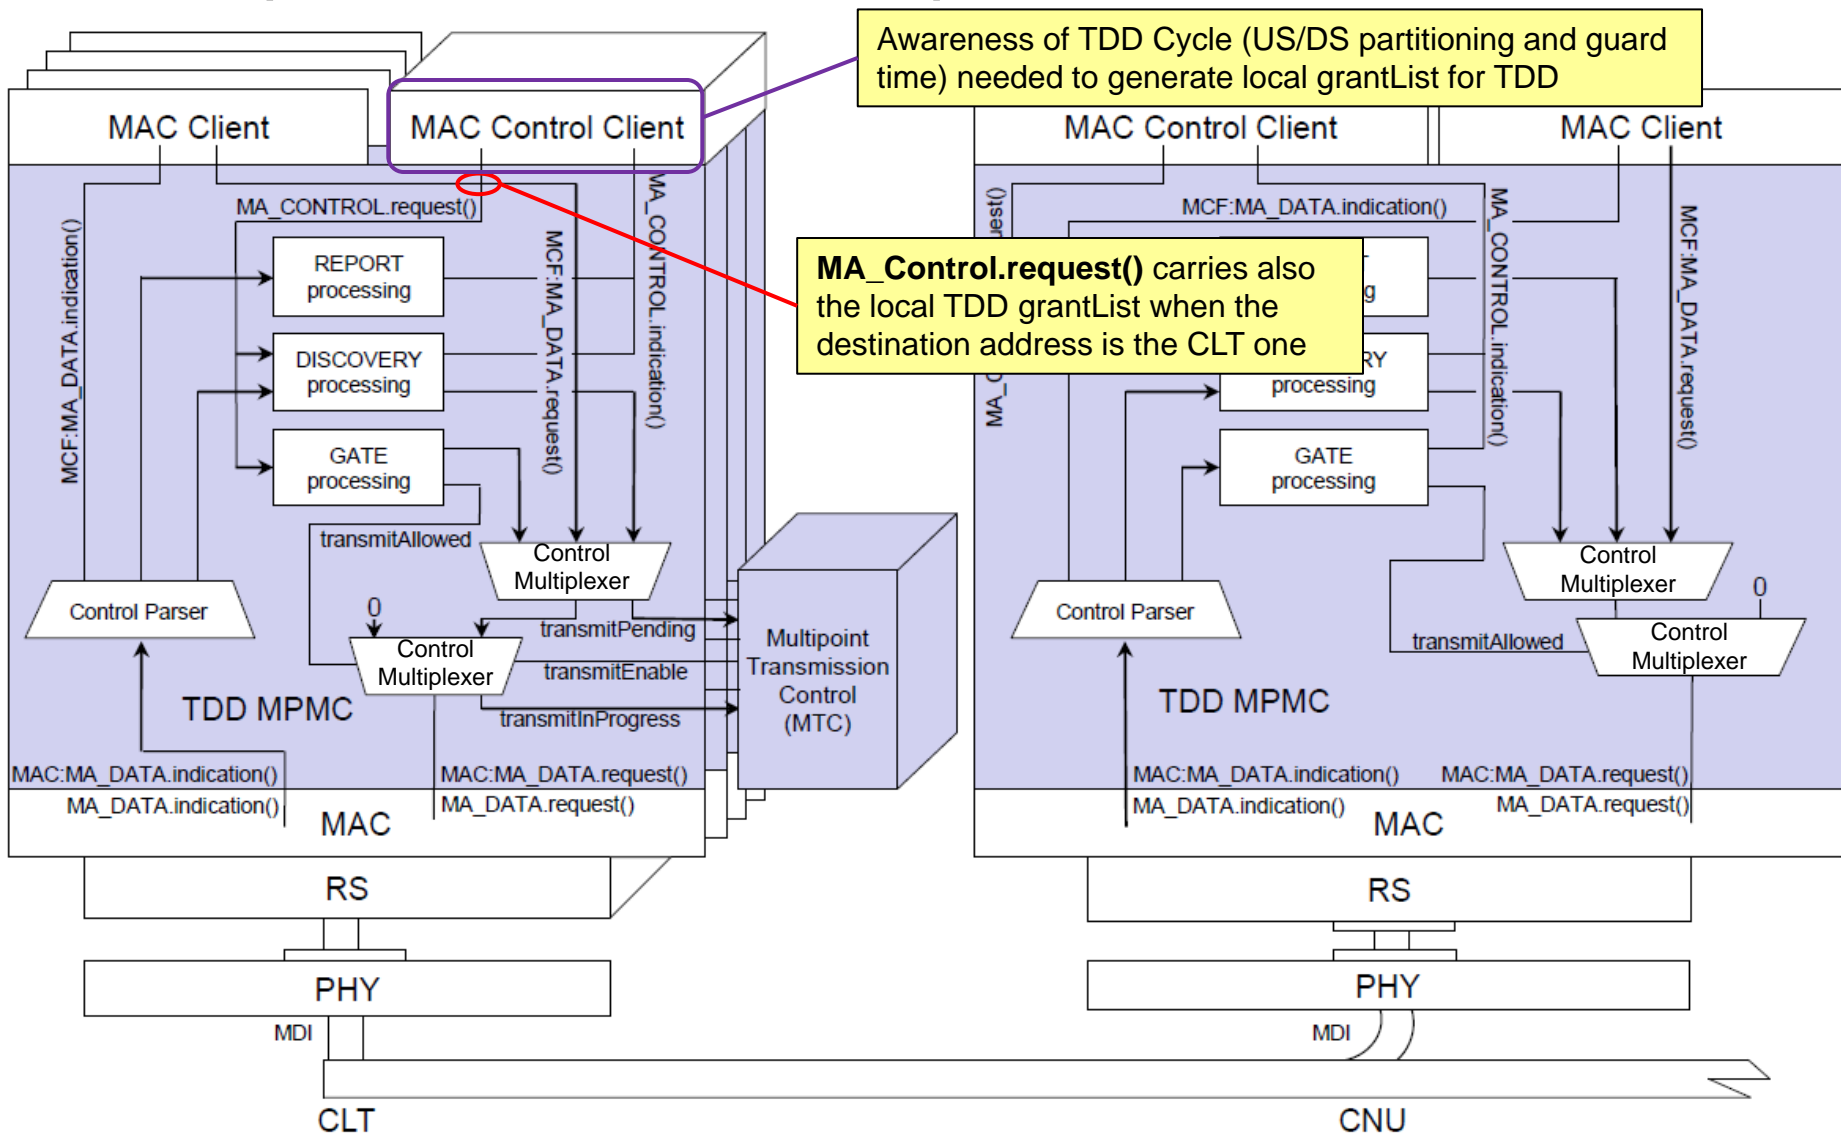 Awareness of TDD Cycle (US/DS partitioning and guard
time) needed to generate local grantList for TDD
MAC Client
MAC Control Client
MA_CONTROL.request()
MCF:MA_DATA.indication()
MCF:MA_DATA.request()
MA_CONTROL.indication()
REPORT
processing
DISCOVERY
processing
GATE
processing
transmitAllowed
Control
Multiplexer
Control Parser
0
transmitPending
Control
Multiplexer
transmitEnable
transmitInProgress
TDD MPMC
Multipoint
Transmission
Control
(MTC)
MAC:MA_DATA.indication()
MAC:MA_DATA.request()
MA_DATA.indication()
MA_DATA.request()
MAC
RS
PHY
MDI
CLT
MA_Control.request() carries also
the local TDD grantList when the
destination address is the CLT one
MAC Control Client
MAC Client
MCF:MA_DATA.indication()
MA_CONTROL.indication()
MCF:MA_DATA.request()
processing
GATE
processing
Control
Multiplexer
0
Control Parser
transmitAllowed
Control
Multiplexer
TDD MPMC
MAC:MA_DATA.indication()
MAC:MA_DATA.request()
MA_DATA.indication()
MA_DATA.request()
MAC
RS
PHY
MDI
CNU